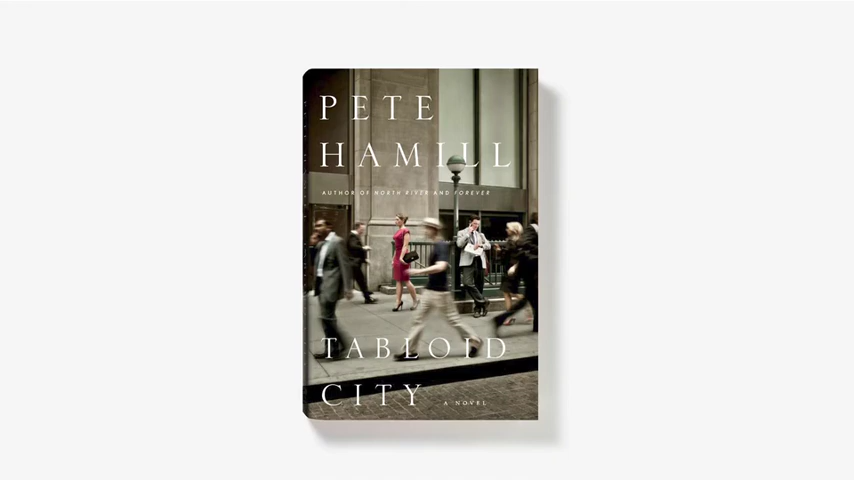 PETE
HAMILL
AUTHOR OF NORTH RIVER AND FOREVER
TABLOID
CITY A NOVEL